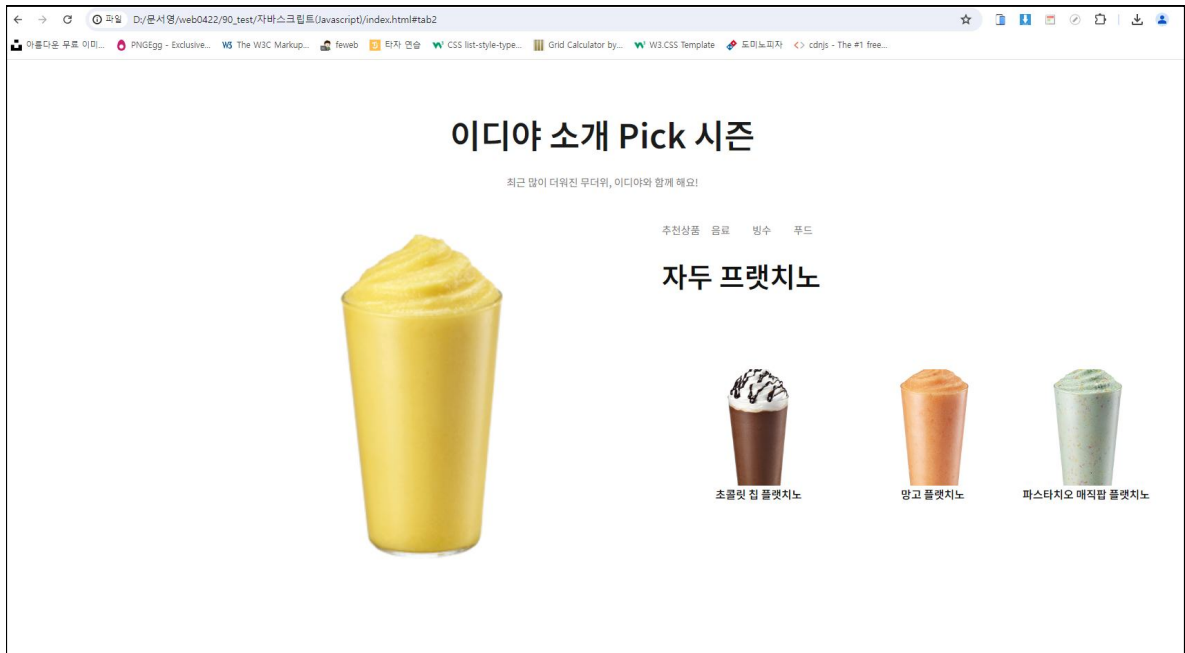 파일 D:/문서영/web0422/90_test/자바스크립트(Javascript)/index.html#tab2
아름다운 무료 이미... PNGEgg - Exclusive... W3 The W3C Markup... feweb 타자 연습 CSS list-style-type... Grid Calculator by... W3.CSS Template 도미노피자 cdnjs - The #1 free...
이디야 소개 Pick 시즌
최근 많이 더워진 무더위, 이디야와 함께 해요!
추천상품 음료 빙수 푸드
자두 프랫치노
초콜릿 칩 플랫치노 망고 플랫치노 파스타치오 매직팝 플랫치노